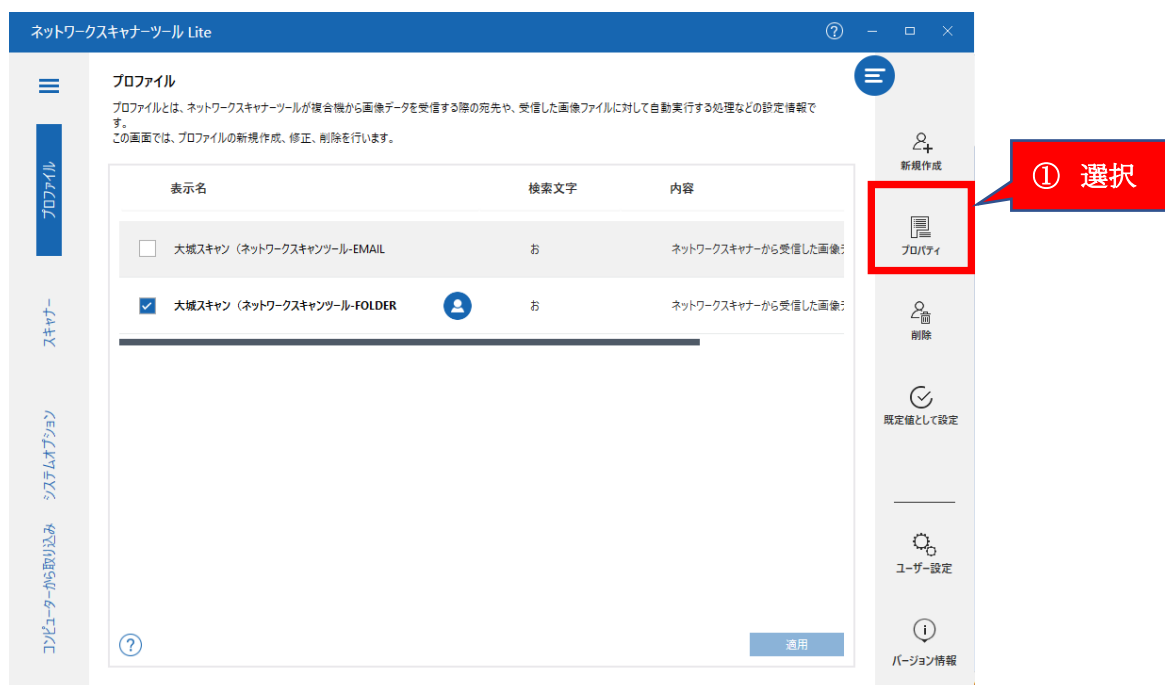 ネットワークスキャナーツール Lite
プロファイル
プロファイルとは、ネットワークスキャナーツールが複合機から画像データを受信する際の宛先や、受信した画像ファイルに対して自動実行する処理などの設定情報で
す。
この画面では、プロファイルの新規作成、修正、削除を行います。
プロファイル
スキャナー
システムオプション
コンピューターから取り込み
表示名 検索文字 内容
大城スキャン（ネットワークスキャンツール-EMAIL お ネットワークスキャナーから受信した画像
大城スキャン（ネットワークスキャンツール-FOLDER お ネットワークスキャナーから受信した画像
適用
新規作成
プロパティ
削除
既定値として設定
ユーザー設定
バージョン情報
① 選択